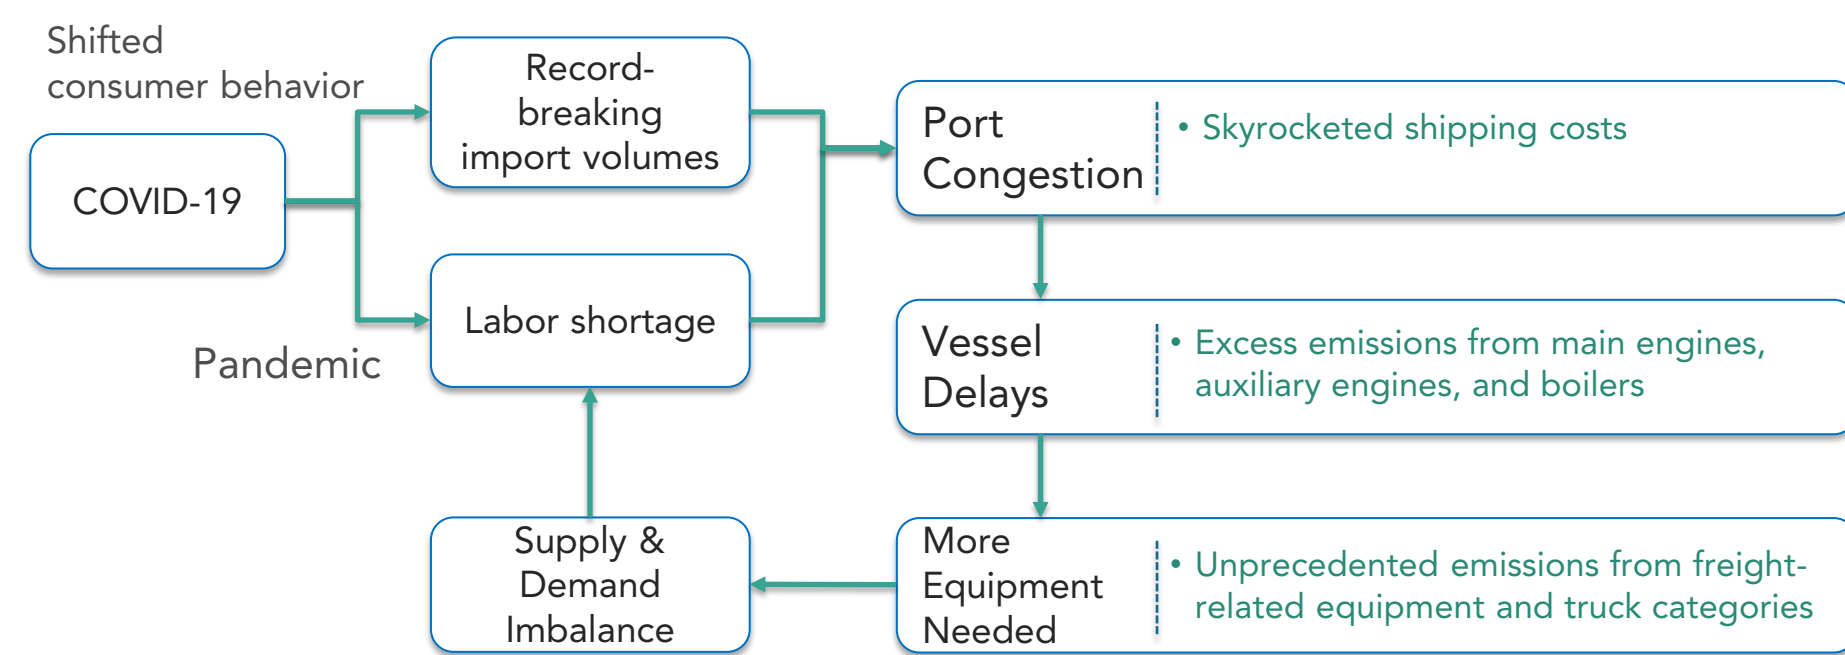 Shifted
consumer behavior
COVID-19
Pandemic
Record-
breaking
import volumes
Labor shortage
Port
Congestion
• Skyrocketed shipping costs
Vessel
Delays
• Excess emissions from main engines,
auxiliary engines, and boilers
More
Equipment
Needed
• Unprecedented emissions from freight-
related equipment and truck categories
Supply &
Demand
Imbalance